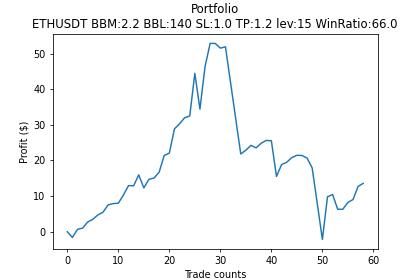 Portfolio
ETHUSDT BBM:2.2 BBL:140 SL:1.0 TP:1.2 lev:15 WinRatio:66.0
50
40
30
20
10
0
Profit ($)
0 10 20 30 40 50 60
Trade counts